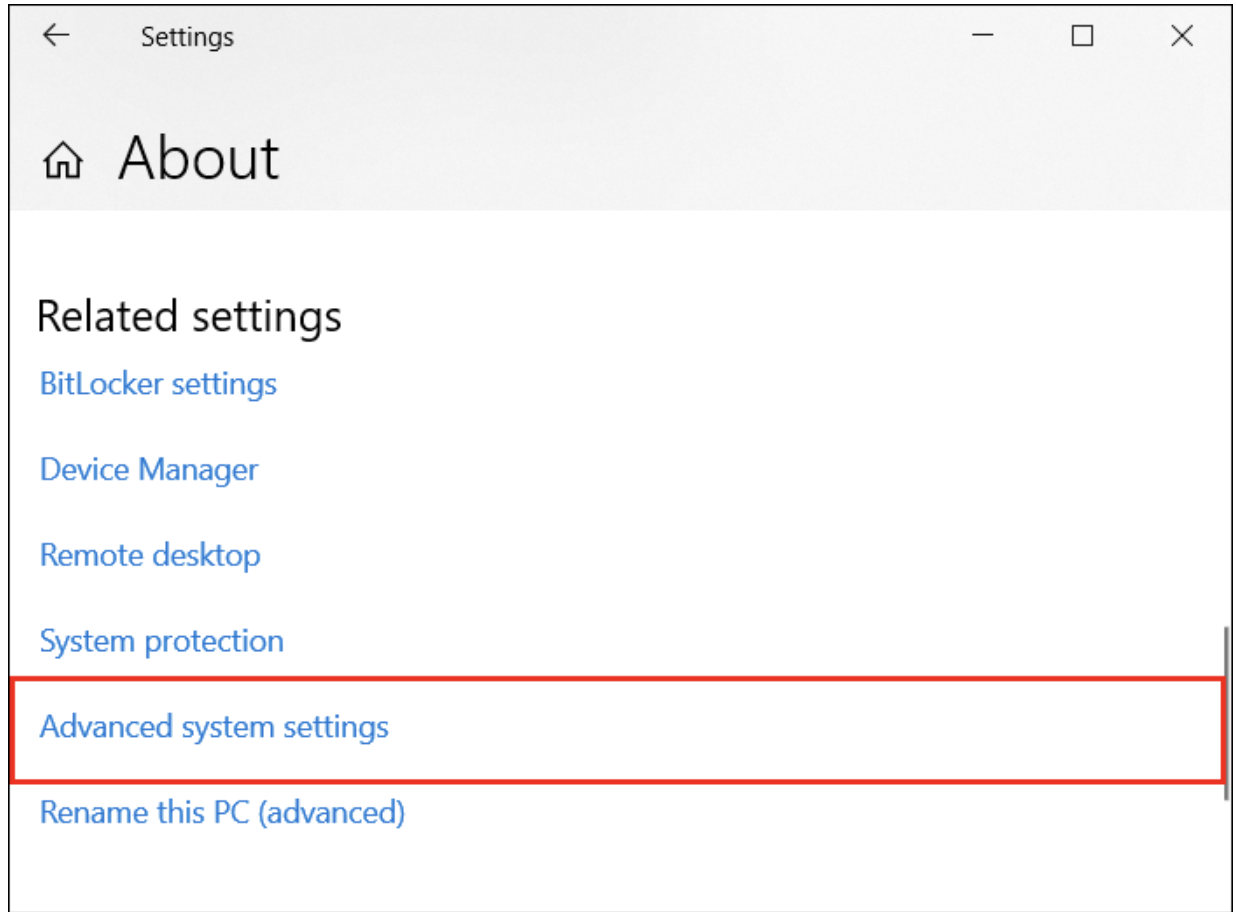 Settings
About
Related settings
BitLocker settings
Device Manager
Remote desktop
System protection
Advanced system settings
Rename this PC (advanced)